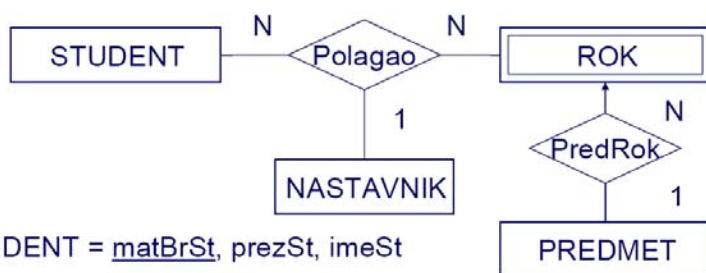 N N
STUDENT Polagao ROK
1 N
PredRok
NASTAVNIK 1
DENT = matBrSt, prezSt, imeSt PREDMET